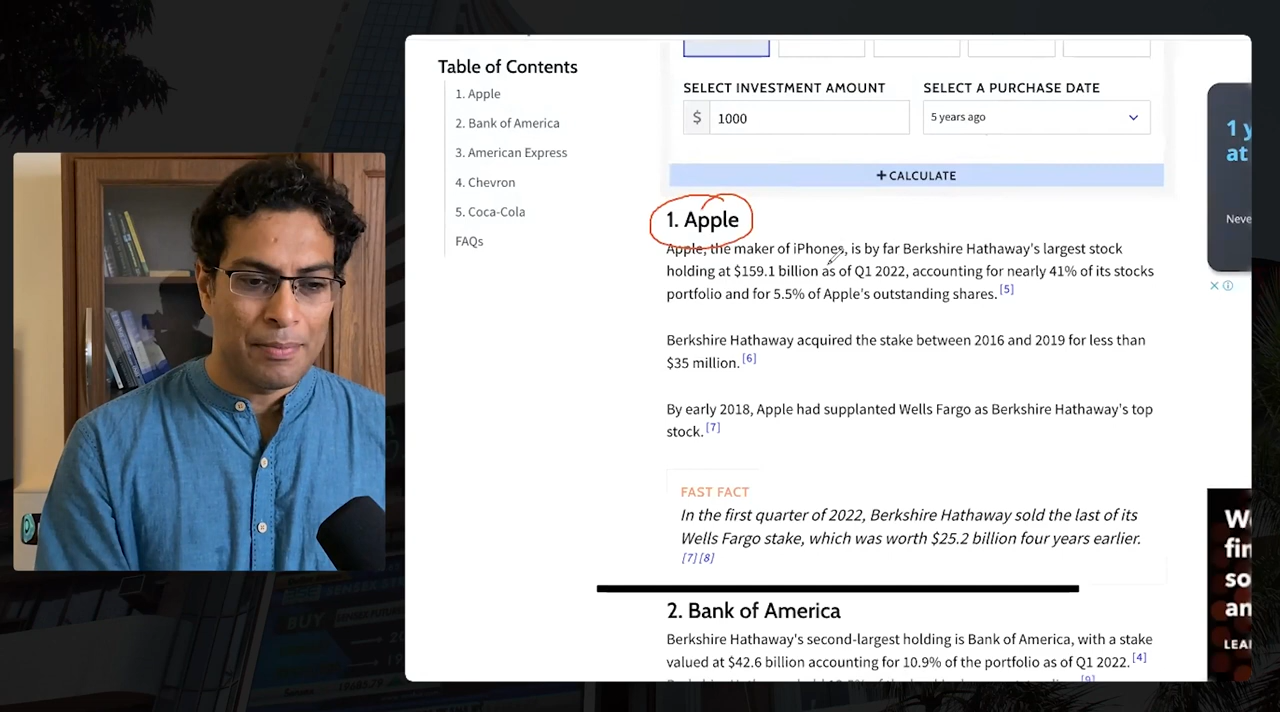 Table of Contents
1. Apple
2. Bank of America
3. American Express
4. Chevron
5. Coca-Cola
FAQs
SELECT INVESTMENT AMOUNT
$ 1000
SELECT A PURCHASE DATE
5 years ago
+ CALCULATE
1. Apple
Apple, the maker of iPhones, is by far Berkshire Hathaway's largest stock
holding at $159.1 billion as of Q1 2022, accounting for nearly 41% of its stocks
portfolio and for 5.5% of Apple's outstanding shares. [5]
Berkshire Hathaway acquired the stake between 2016 and 2019 for less than
$35 million. [6]
By early 2018, Apple had supplanted Wells Fargo as Berkshire Hathaway's top
stock. [7]
FAST FACT
In the first quarter of 2022, Berkshire Hathaway sold the last of its
Wells Fargo stake, which was worth $25.2 billion four years earlier.
[7] [8]
2. Bank of America
Berkshire Hathaway's second-largest holding is Bank of America, with a stake
valued at $42.6 billion accounting for 10.9% of the portfolio as of Q1 2022. [4]
[9]
1 y
at
Neve
BUY